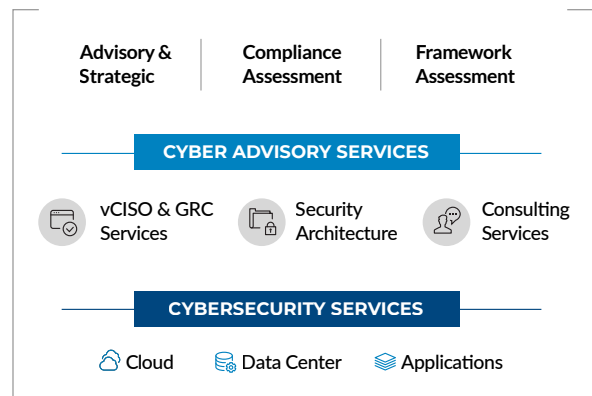 Advisory &
Strategic
Compliance
Assessment
Framework
Assessment
CYBER ADVISORY SERVICES
vCISO & GRC
Services
Security
Architecture
Consulting
Services
CYBERSECURITY SERVICES
Cloud
Data Center
Applications